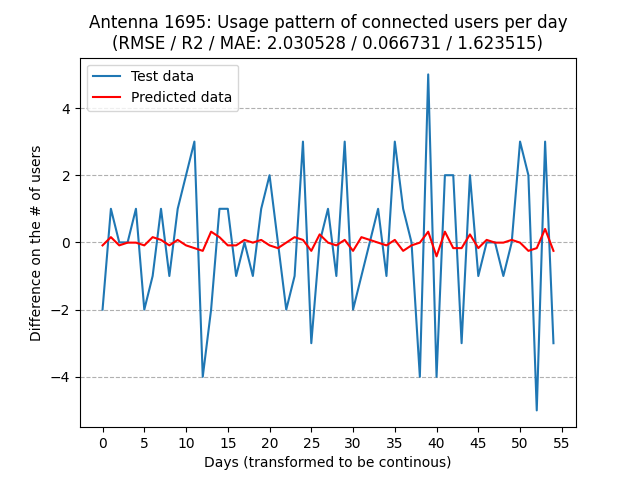 Antenna 1695: Usage pattern of connected users per day
(RMSE / R2 / MAE: 2.030528 / 0.066731 / 1.623515)
Test data
Predicted data
4
2
0
−2
−4
Difference on the # of users
0 5 10 15 20 25 30 35 40 45 50 55
Days (transformed to be continous)